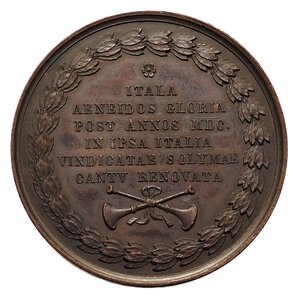 ITALA
AENEIDOS GLORIA
POST ANNOS MDC.
IN IPSA ITALIA
VINDICATAE SOLYMAE
CANTV RENOVATA